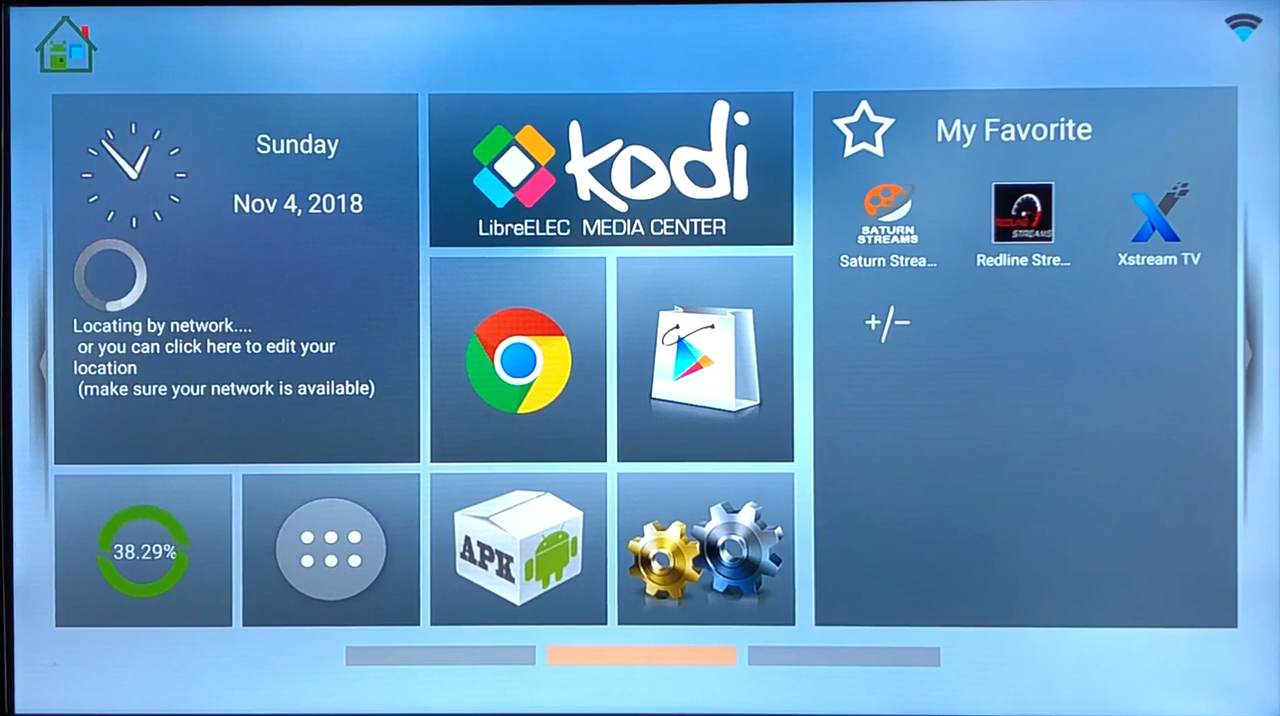 Sunday
Nov 4, 2018
Locating by network....
or you can click here to edit your
location
(make sure your network is available)
38.29%
kodi
LibreELEC MEDIA CENTER
APK
My Favorite
SATURN
STREAMS
Saturn Strea...
REDLINE
STREAMS
Redline Stre...
Xstream TV
+/−